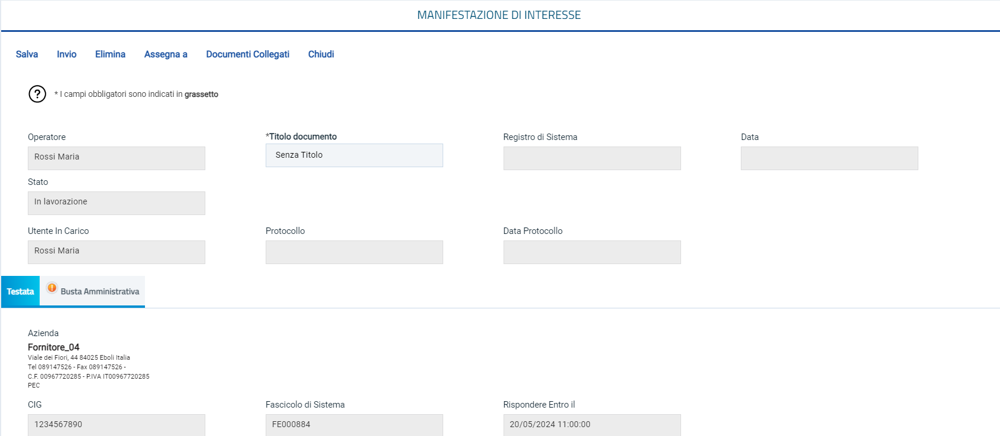 MANIFESTAZIONE DI INTERESSE
Salva Invio Elimina Assegna a Documenti Collegati Chiudi
? * I campi obbligatori sono indicati in grassetto
Operatore *Titolo documento Registro di Sistema Data
Rossi Maria Senza Titolo
Stato
In lavorazione
Utente In Carico Protocollo Data Protocollo
Rossi Maria
Testata ! Busta Amministrativa
Azienda
Fornitore_04
Viale dei Fiori, 44 84025 Eboli Italia
Tel 089147526 - Fax 089147526 -
C.F. 00967720285 - P.IVA IT00967720285
PEC
CIG Fascicolo di Sistema Rispondere Entro il
1234567890 FE000884 20/05/2024 11:00:00